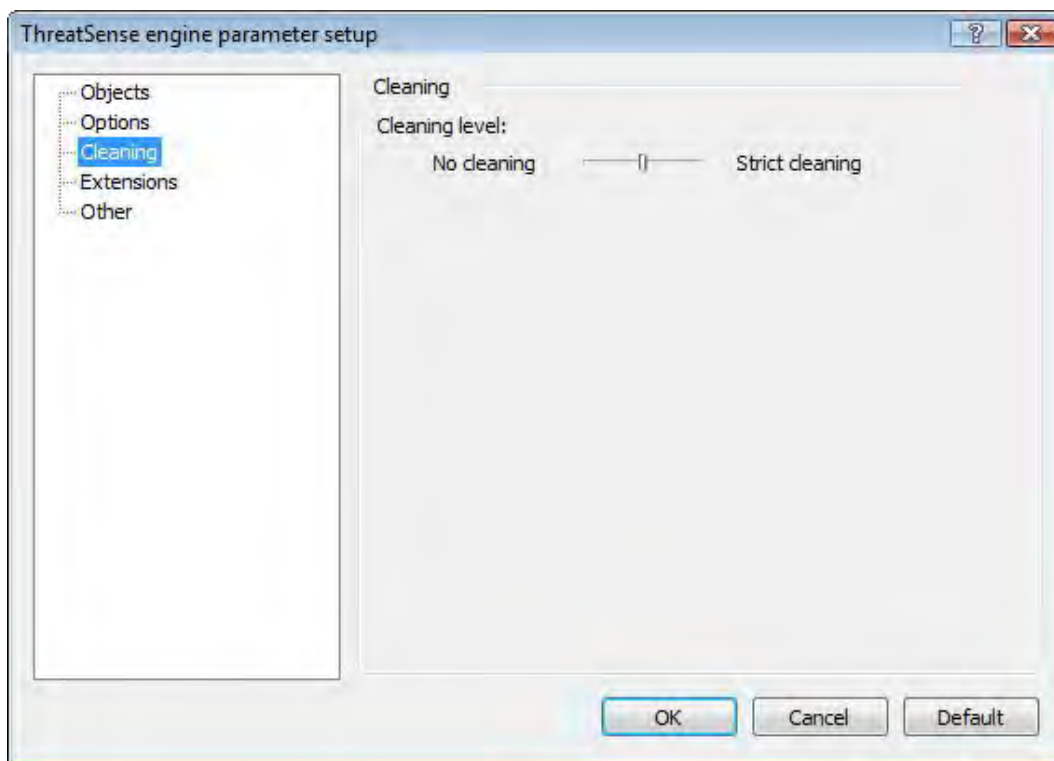 ThreatSense engine parameter setup
Objects
Options
Cleaning
Extensions
Other
Cleaning
Cleaning level:
No cleaning Strict cleaning
OK Cancel Default